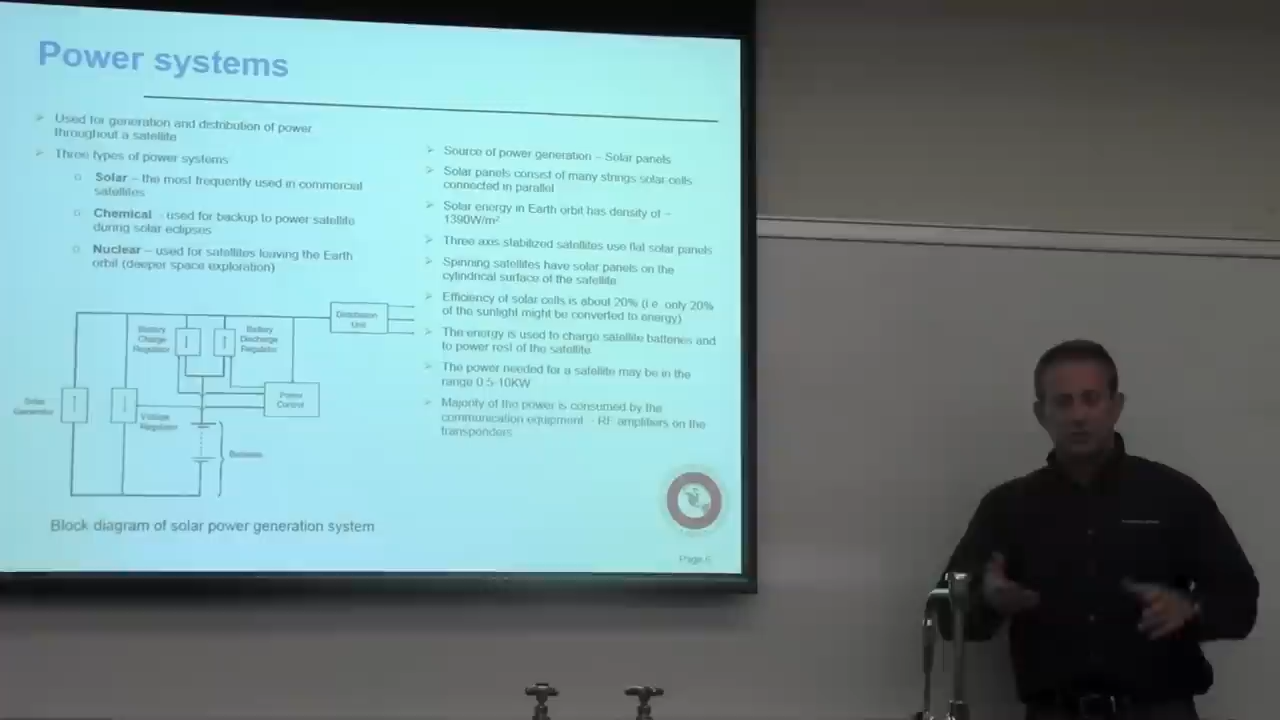 Power systems
➢ Used for generation and distribution of power
throughout a satellite
➢ Three types of power systems
o Solar – the most frequently used in commercial
satellites
o Chemical - used for backup to power satellite
during solar eclipses
o Nuclear – used for satellites leaving the Earth
orbit (deeper space exploration)
Distribution
Unit
Battery
Charge
Regulator
Battery
Discharge
Regulator
Power
Control
Solar
Generator
Voltage
Regulator
Batteries
Block diagram of solar power generation system
➢ Source of power generation – Solar panels
➢ Solar panels consist of many strings solar cells
connected in parallel
➢ Solar energy in Earth orbit has density of ~
1390W/m²
➢ Three axis stabilized satellites use flat solar panels
➢ Spinning satellites have solar panels on the
cylindrical surface of the satellite
➢ Efficiency of solar cells is about 20% (i.e. only 20%
of the sunlight might be converted to energy)
➢ The energy is used to charge satellite batteries and
to power rest of the satellite
➢ The power needed for a satellite may be in the
range 0.5-10KW
➢ Majority of the power is consumed by the
communication equipment - RF amplifiers on the
transponders
Page 6